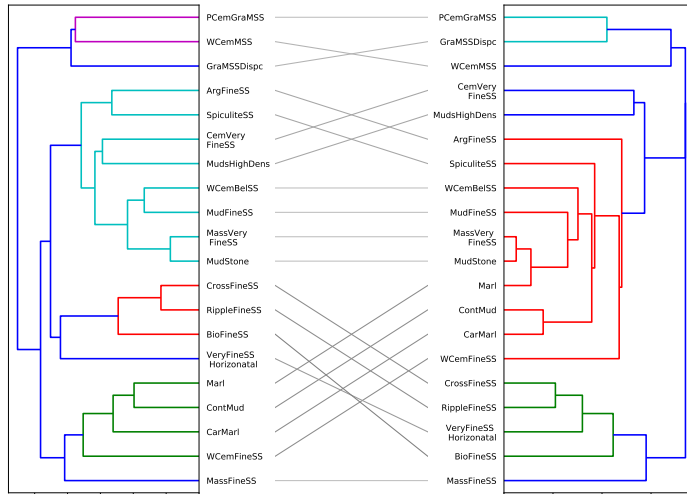 PCemGraMSS PCemGraMSS
WCemMSS GraMSSDispc
GraMSSDispc WCemMSS
ArgFineSS CemVery
FineSS
SpiculiteSS MudsHighDens
CemVery
FineSS ArgFineSS
MudsHighDens SpiculiteSS
WCemBelSS WCemBelSS
MudFineSS MudFineSS
MassVery MassVery
FineSS FineSS
MudStone MudStone
CrossFineSS Marl
RippleFineSS ContMud
BioFineSS CarMarl
VeryFineSS WCemFineSS
Horizonatal
Marl CrossFineSS
ContMud RippleFineSS
CarMarl VeryFineSS
Horizonatal
WCemFineSS BioFineSS
MassFineSS MassFineSS